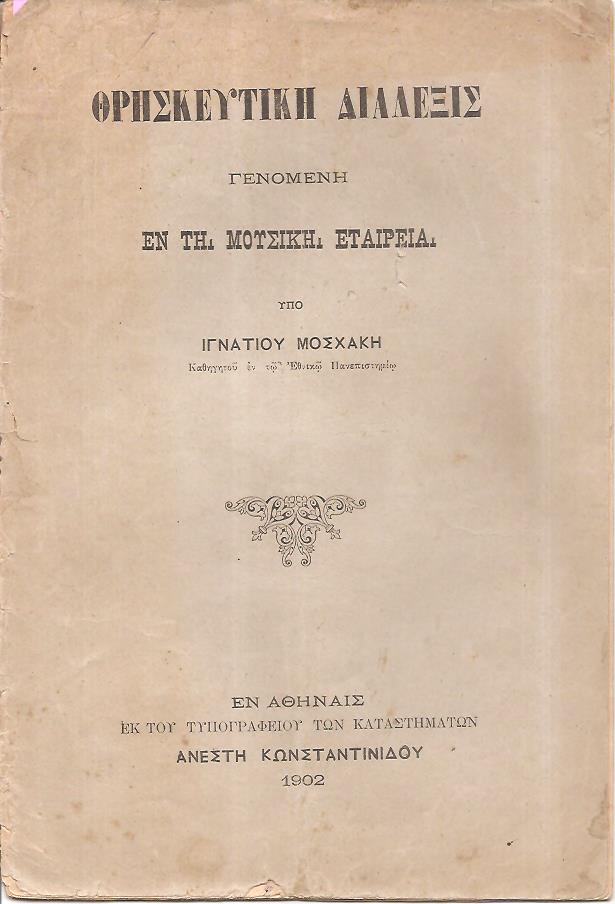 ΘΡΗΣΚΕΥΤΙΚΗ ΔΙΑΛΕΞΙΣ
ΓΕΝΟΜΕΝΗ
ΕΝ ΤΗι ΜΟΥΣΙΚΗι ΕΤΑΙΡΕΙΑι
ΥΠΟ
ΙΓΝΑΤΙΟΥ ΜΟΣΧΑΚΗ
Καθηγητοῦ ἐν τῷ Ἐθνικῷ Πανεπιστημίῳ
ΕΝ ΑΘΗΝΑΙΣ
ΕΚ ΤΟΥ ΤΥΠΟΓΡΑΦΕΙΟΥ ΤΩΝ ΚΑΤΑΣΤΗΜΑΤΩΝ
ΑΝΕΣΤΗ ΚΩΝΣΤΑΝΤΙΝΙΔΟΥ
1902